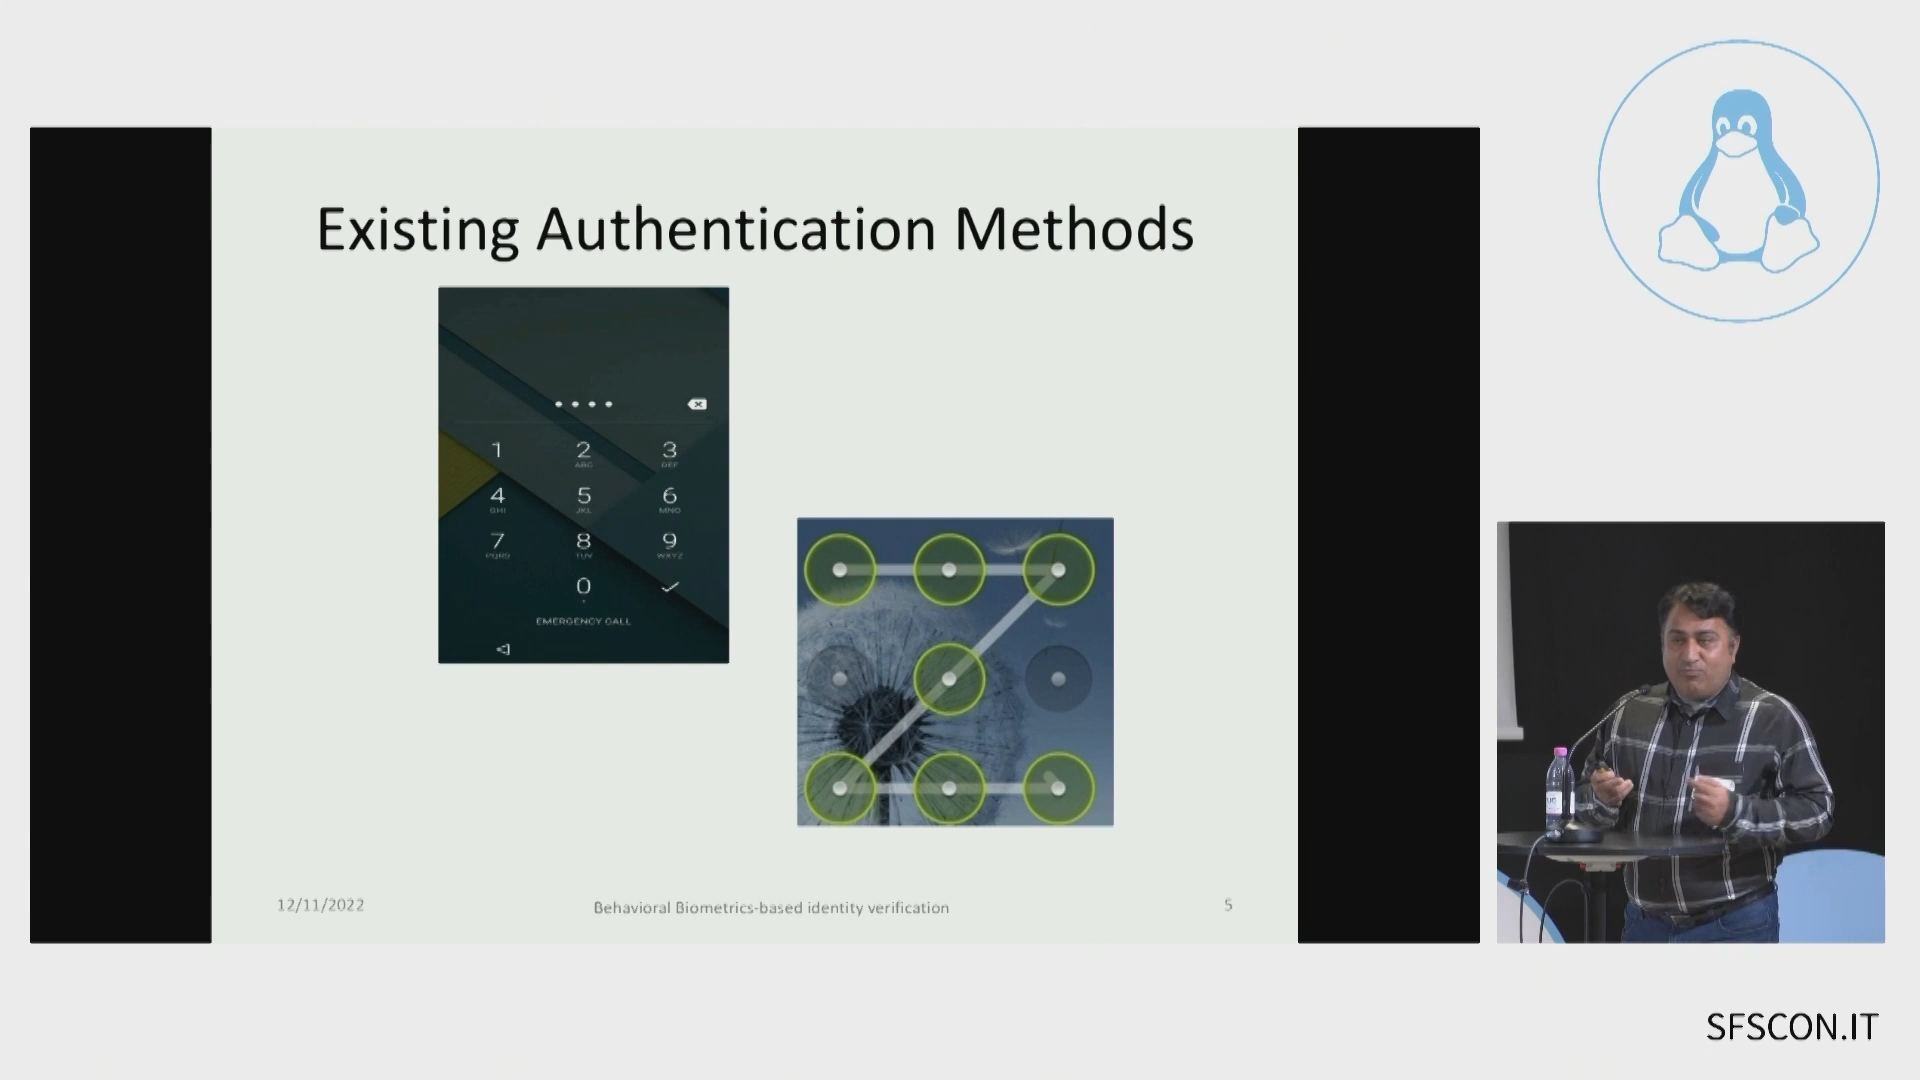 Existing Authentication Methods
1 2 3
ABC DEF
4 5 6
GHI JKL MNO
7 8 9
PQRS TUV WXYZ
0
+
EMERGENCY CALL
12/11/2022
Behavioral Biometrics-based identity verification
5
SFSCON.IT